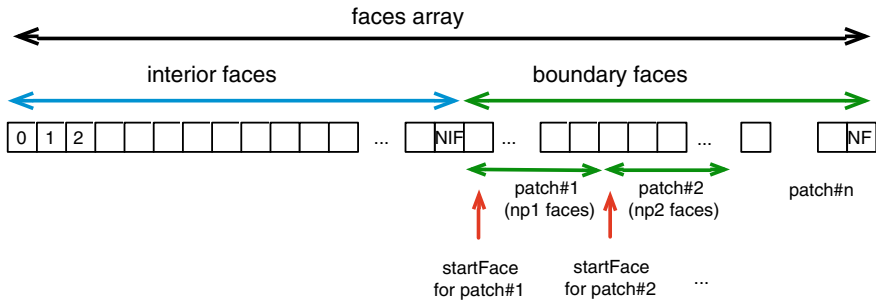 faces array
interior faces boundary faces
0 1 2 ... NIF ... ... NF
patch#1 patch#2 patch#n
(np1 faces) (np2 faces)
startFace startFace
for patch#1 for patch#2 ...